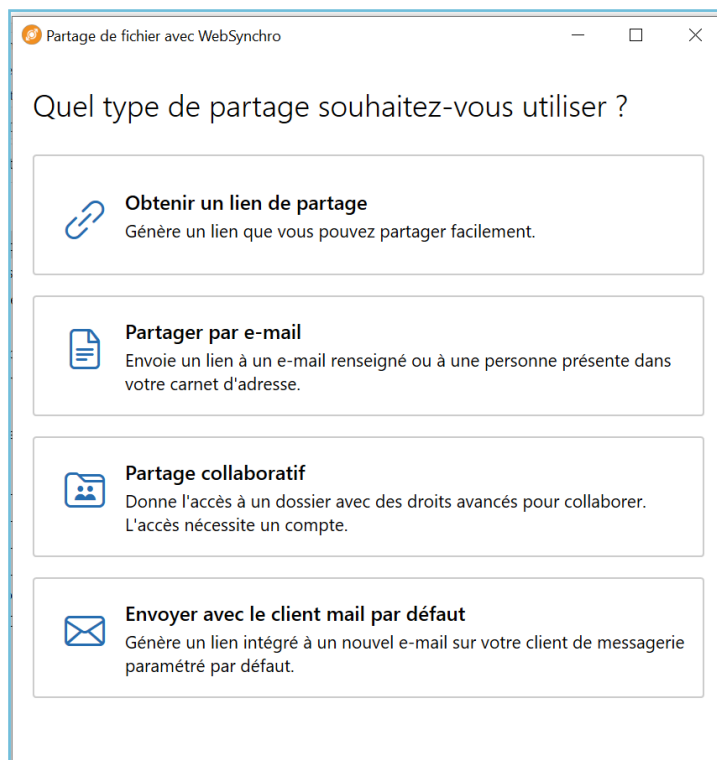 Partage de fichier avec WebSynchro
Quel type de partage souhaitez-vous utiliser ?
Obtenir un lien de partage
Génère un lien que vous pouvez partager facilement.
Partager par e-mail
Envoie un lien à un e-mail renseigné ou à une personne présente dans
votre carnet d'adresse.
Partage collaboratif
Donne l'accès à un dossier avec des droits avancés pour collaborer.
L'accès nécessite un compte.
Envoyer avec le client mail par défaut
Génère un lien intégré à un nouvel e-mail sur votre client de messagerie
paramétré par défaut.